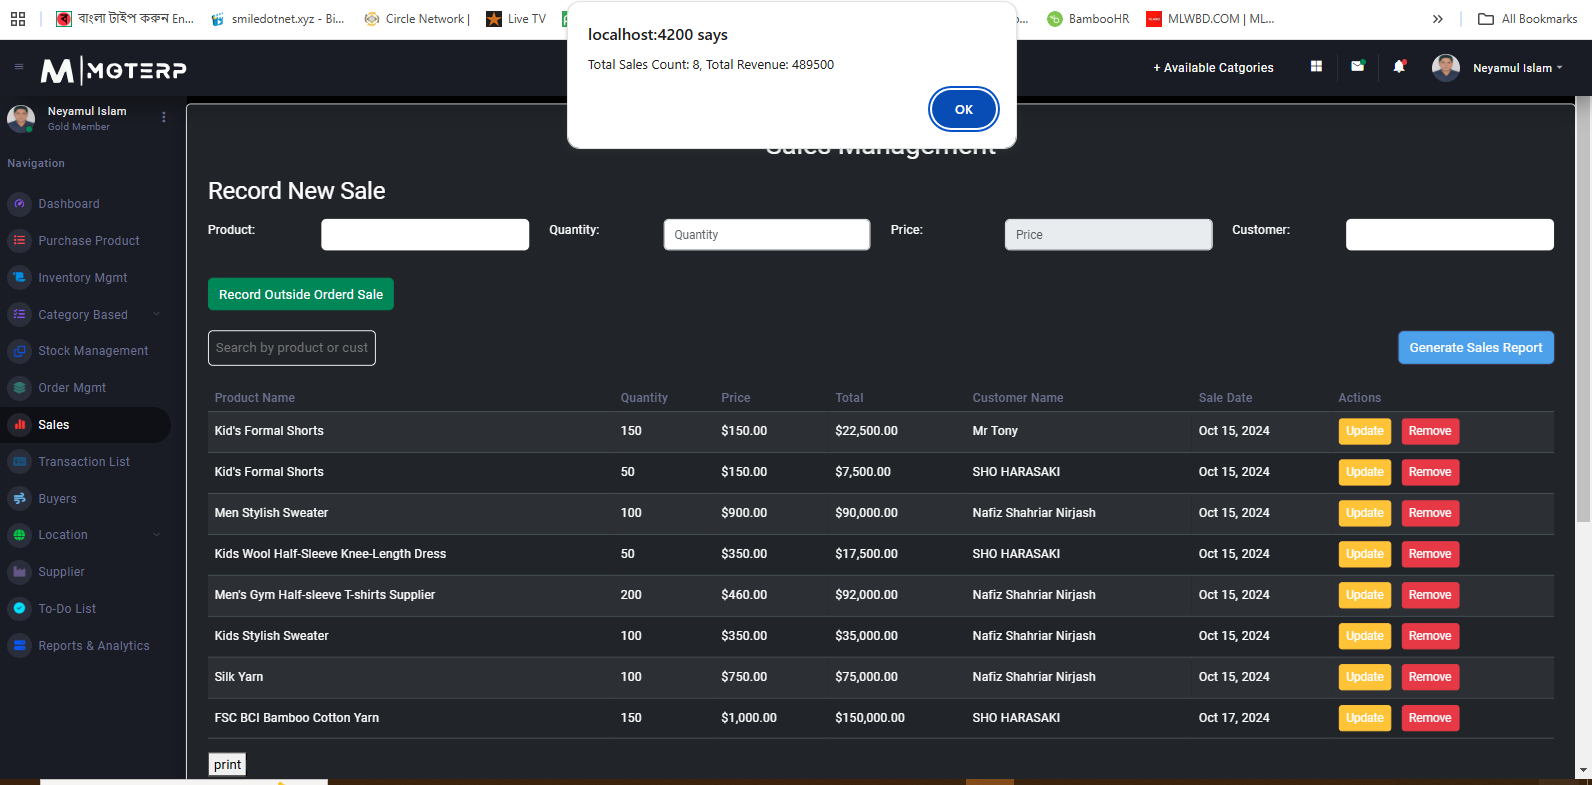 বাংলা টাইপ করুন En...
smiledotnet.xyz - Bi...
Circle Network |
Live TV
BambooHR
MLWBD.COM | ML...
All Bookmarks
localhost:4200 says
Total Sales Count: 8, Total Revenue: 489500
OK
MOTERP
+ Available Catgories
Neyamul Islam
Neyamul Islam
Gold Member
Navigation
Dashboard
Purchase Product
Inventory Mgmt
Category Based
Stock Management
Order Mgmt
Sales
Transaction List
Buyers
Location
Supplier
To-Do List
Reports & Analytics
Sales Management
Record New Sale
Product:
Quantity: Quantity
Price: Price
Customer:
Record Outside Orderd Sale
Search by product or cust
Generate Sales Report
Product Name Quantity Price Total Customer Name Sale Date Actions
Kid's Formal Shorts 150 $150.00 $22,500.00 Mr Tony Oct 15, 2024 Update Remove
Kid's Formal Shorts 50 $150.00 $7,500.00 SHO HARASAKI Oct 15, 2024 Update Remove
Men Stylish Sweater 100 $900.00 $90,000.00 Nafiz Shahriar Nirjash Oct 15, 2024 Update Remove
Kids Wool Half-Sleeve Knee-Length Dress 50 $350.00 $17,500.00 SHO HARASAKI Oct 15, 2024 Update Remove
Men's Gym Half-sleeve T-shirts Supplier 200 $460.00 $92,000.00 Nafiz Shahriar Nirjash Oct 15, 2024 Update Remove
Kids Stylish Sweater 100 $350.00 $35,000.00 Nafiz Shahriar Nirjash Oct 15, 2024 Update Remove
Silk Yarn 100 $750.00 $75,000.00 Nafiz Shahriar Nirjash Oct 15, 2024 Update Remove
FSC BCI Bamboo Cotton Yarn 150 $1,000.00 $150,000.00 SHO HARASAKI Oct 17, 2024 Update Remove
print